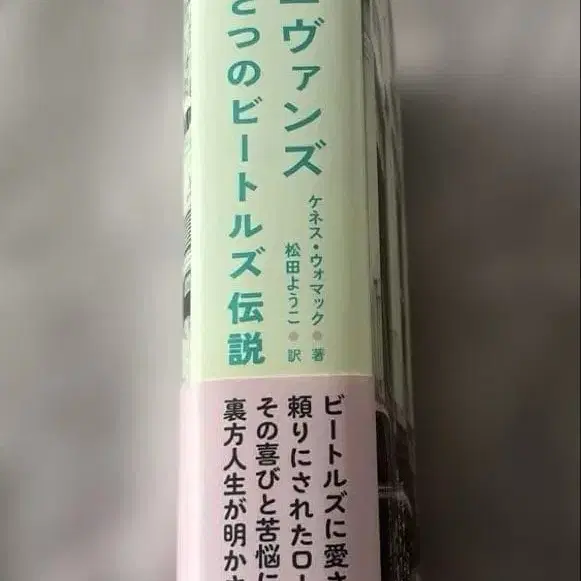 ヴァンズ
とつのビートルズ伝説
ケネス・ウォマック●著
松田ようこ●訳
ビートルズに愛さ
頼りにされたロー
その喜びと苦悩に
裏方人生が明かさ